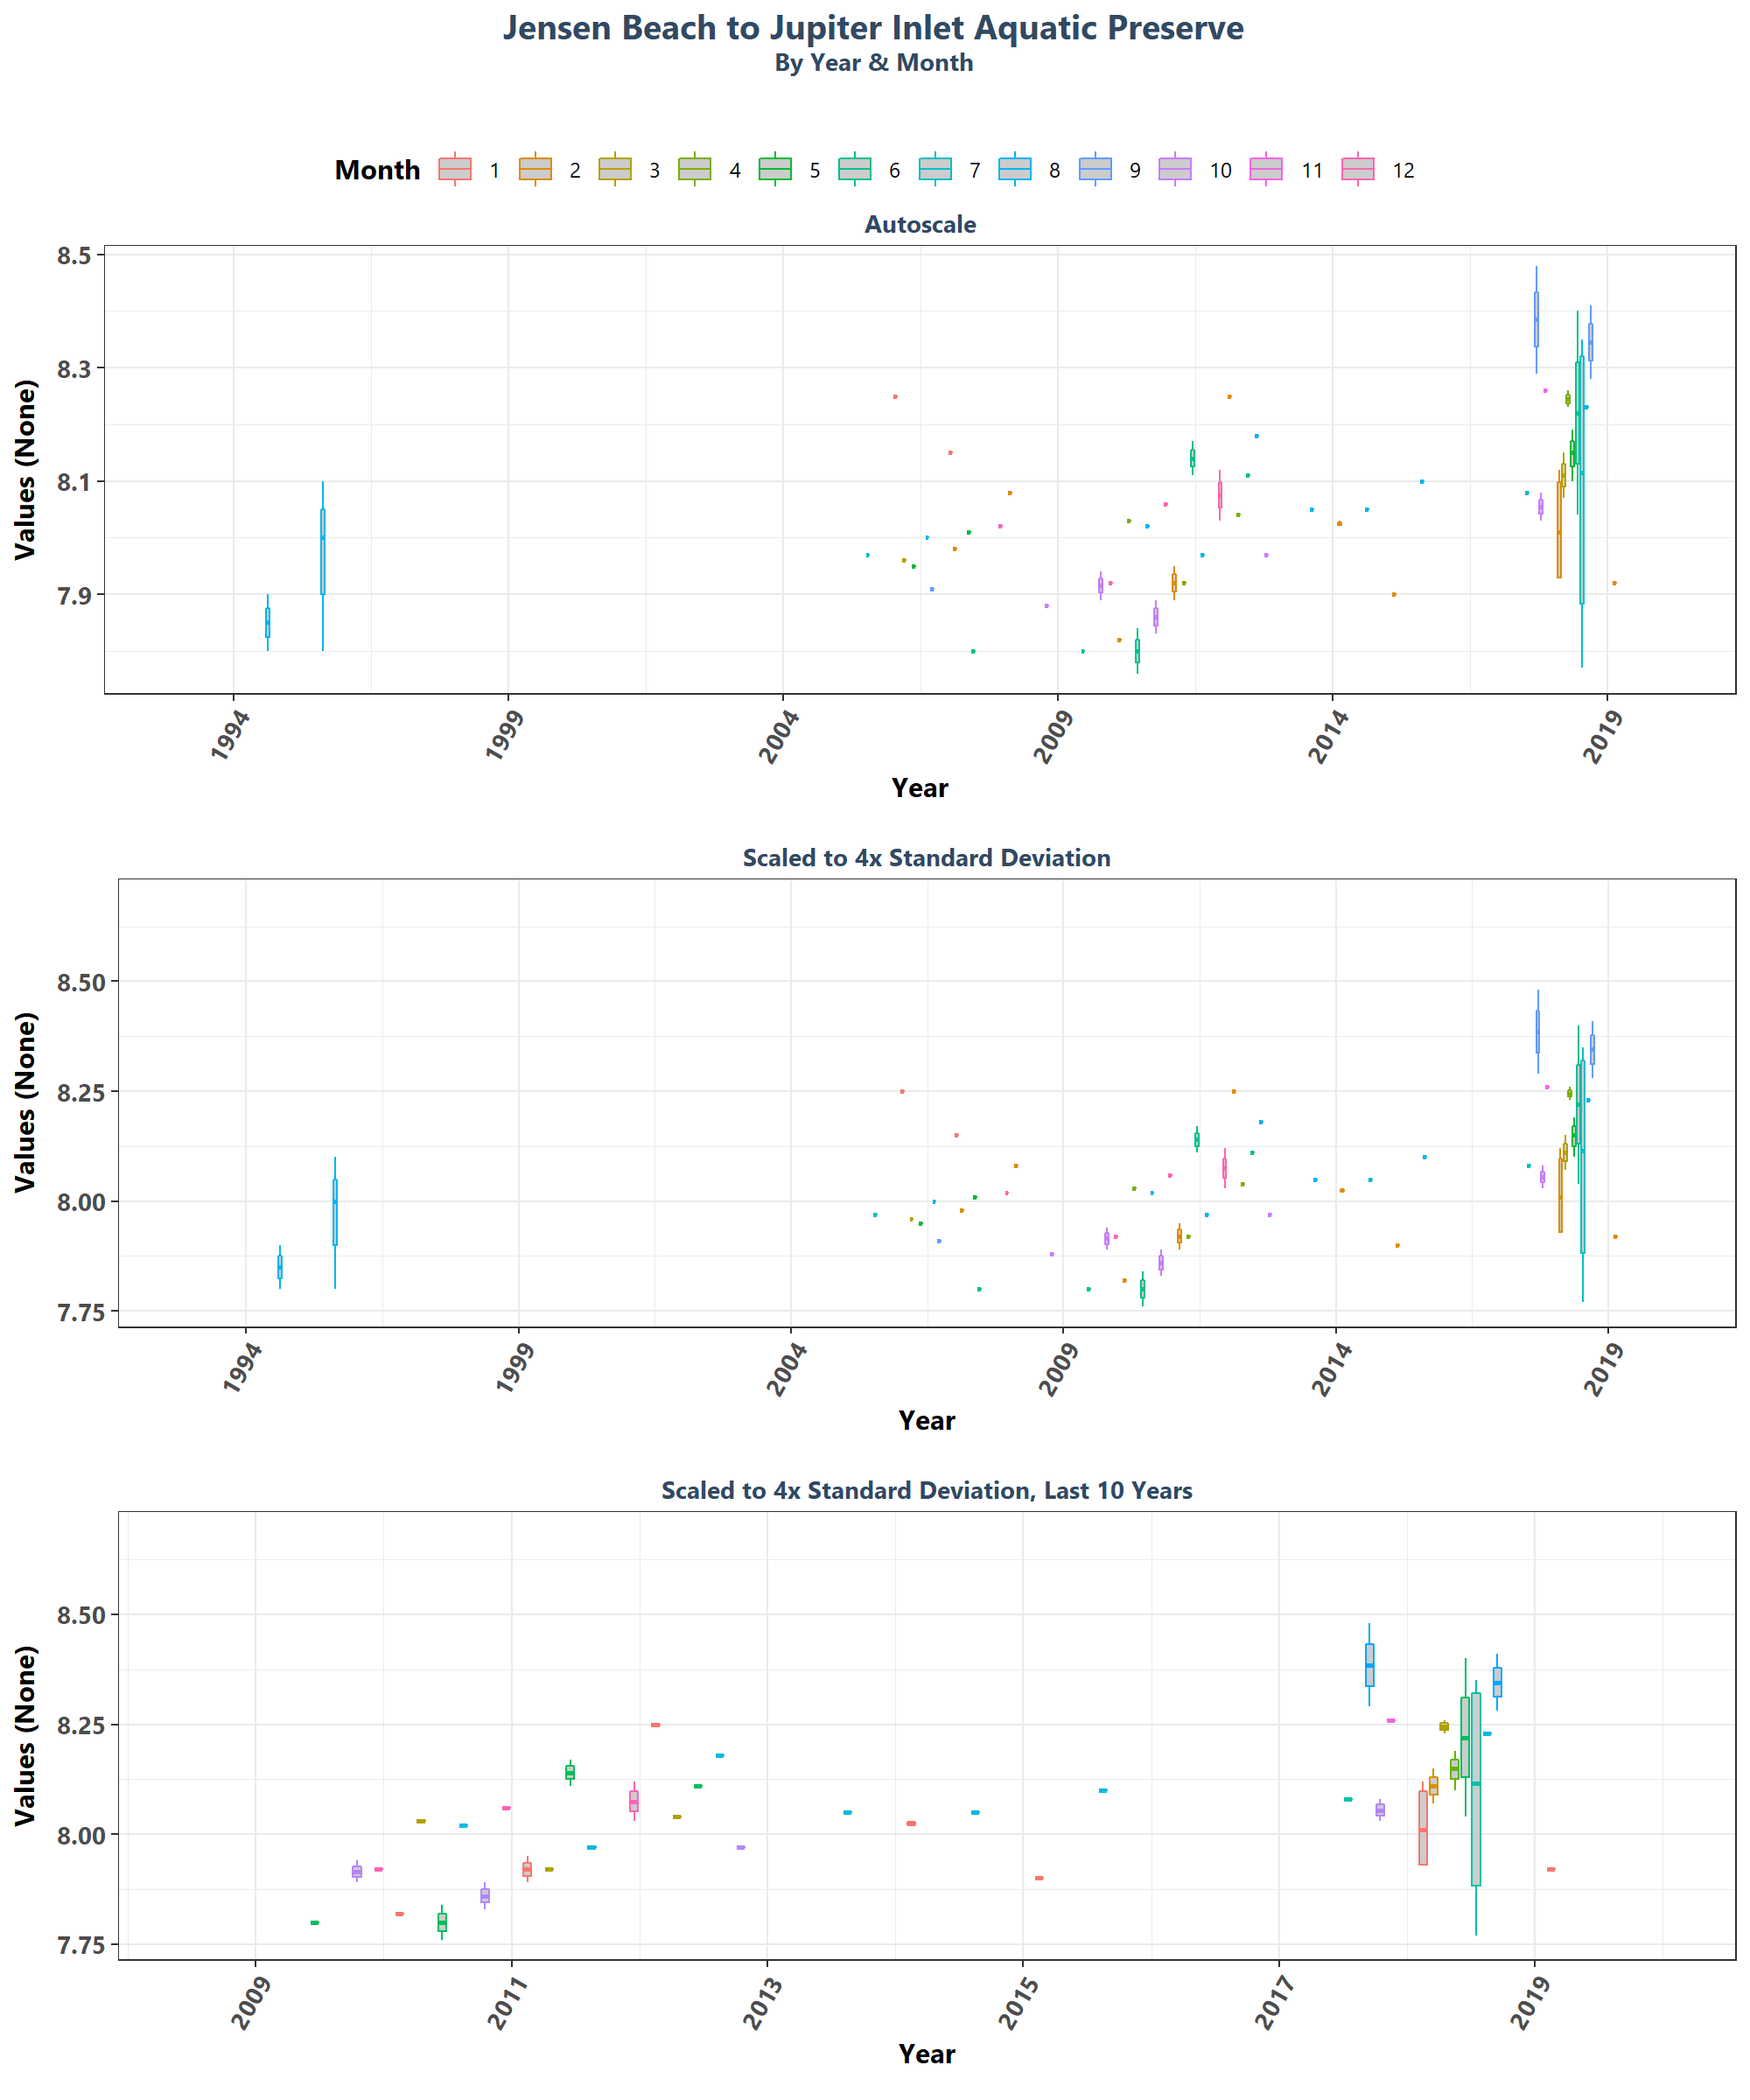 Jensen Beach to Jupiter Inlet Aquatic Preserve
By Year & Month
Month 1 2 3 4 5 6 7 8 9 10 11 12
Autoscale
Values (None)
8.5
8.3
8.1
7.9
1994 1999 2004 2009 2014 2019
Year
Scaled to 4x Standard Deviation
Values (None)
8.50
8.25
8.00
7.75
1994 1999 2004 2009 2014 2019
Year
Scaled to 4x Standard Deviation, Last 10 Years
Values (None)
8.50
8.25
8.00
7.75
2009 2011 2013 2015 2017 2019
Year